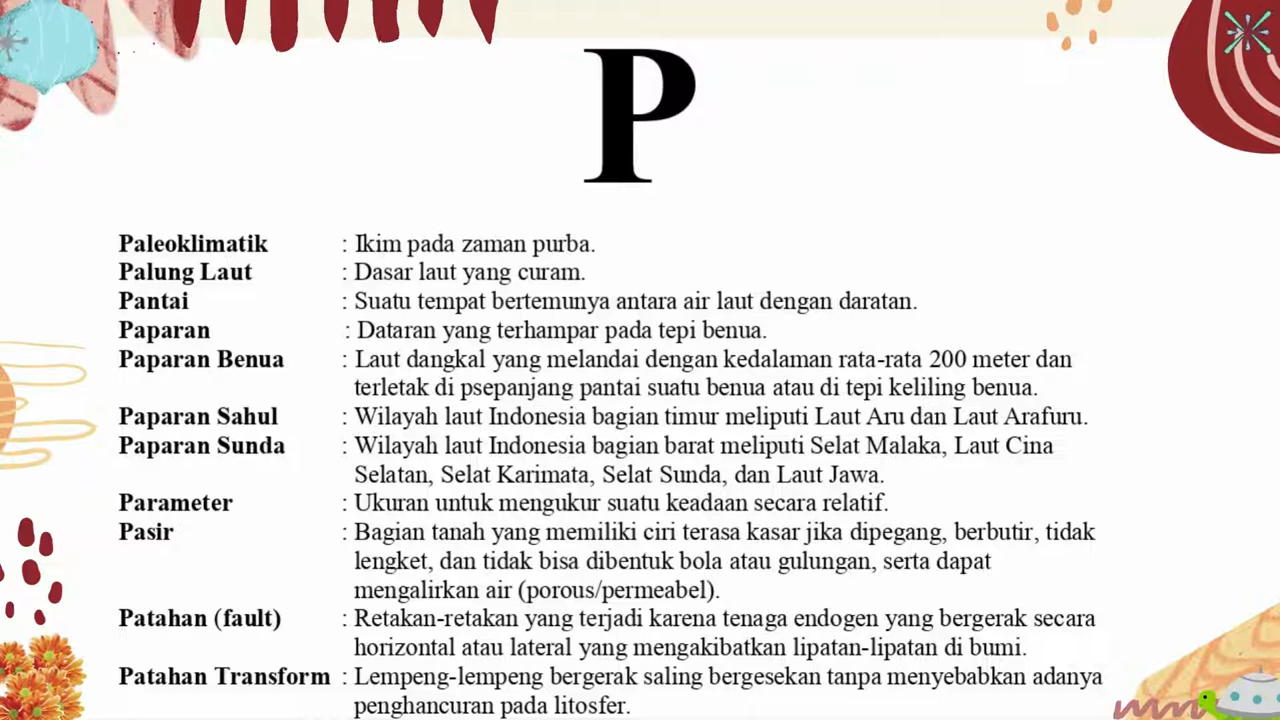 P
Paleoklimatik : Ikim pada zaman purba.
Palung Laut : Dasar laut yang curam.
Pantai : Suatu tempat bertemunya antara air laut dengan daratan.
Paparan : Dataran yang terhampar pada tepi benua.
Paparan Benua : Laut dangkal yang melandai dengan kedalaman rata-rata 200 meter dan
terletak di psepanjang pantai suatu benua atau di tepi keliling benua.
Paparan Sahul : Wilayah laut Indonesia bagian timur meliputi Laut Aru dan Laut Arafuru.
Paparan Sunda : Wilayah laut Indonesia bagian barat meliputi Selat Malaka, Laut Cina
Selatan, Selat Karimata, Selat Sunda, dan Laut Jawa.
Parameter : Ukuran untuk mengukur suatu keadaan secara relatif.
Pasir : Bagian tanah yang memiliki ciri terasa kasar jika dipegang, berbutir, tidak
lengket, dan tidak bisa dibentuk bola atau gulungan, serta dapat
mengalirkan air (porous/permeabel).
Patahan (fault) : Retakan-retakan yang terjadi karena tenaga endogen yang bergerak secara
horizontal atau lateral yang mengakibatkan lipatan-lipatan di bumi.
Patahan Transform : Lempeng-lempeng bergerak saling bergesekan tanpa menyebabkan adanya
penghancuran pada litosfer.